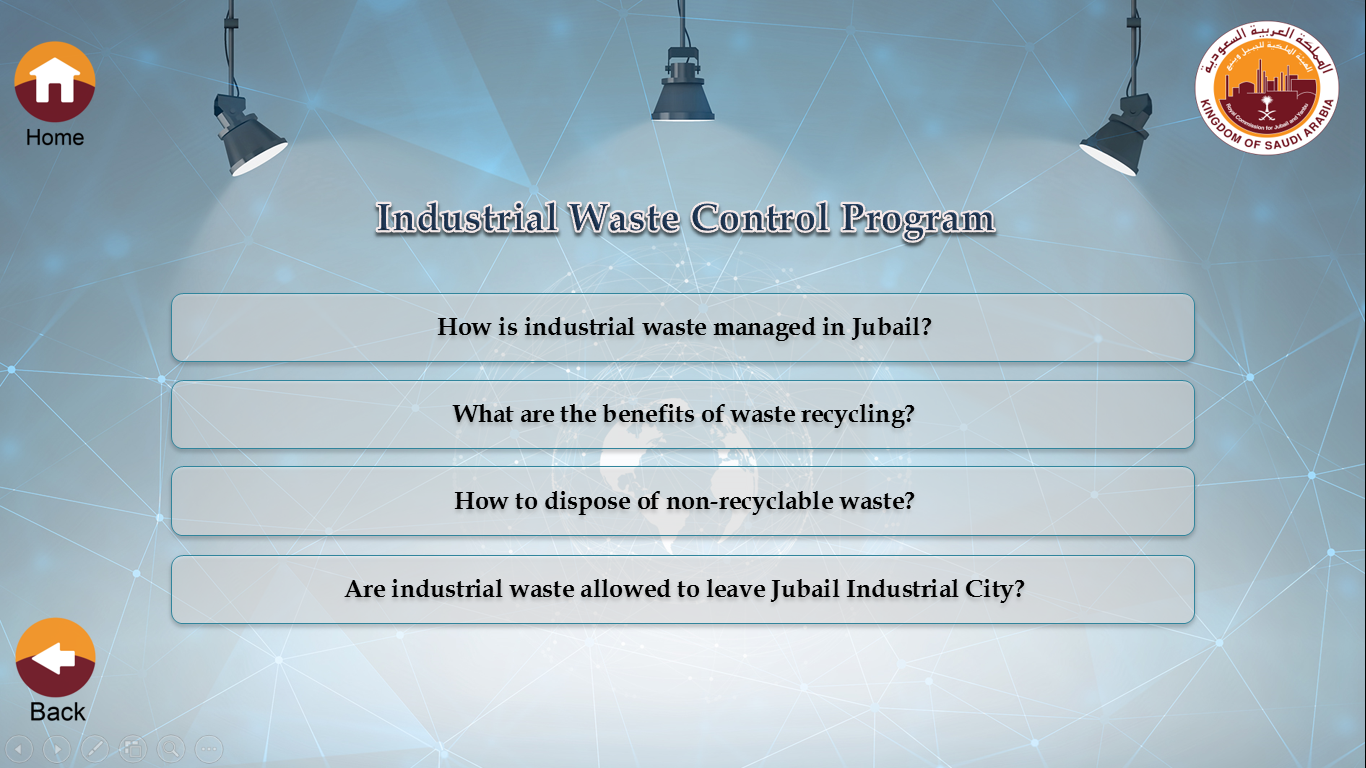 Home
المملكة العربية السعودية
الهيئة الملكية للجبيل وينبع
Royal Commission for Jubail and Yanbu
KINGDOM OF SAUDI ARABIA
Industrial Waste Control Program
How is industrial waste managed in Jubail?
What are the benefits of waste recycling?
How to dispose of non-recyclable waste?
Are industrial waste allowed to leave Jubail Industrial City?
Back